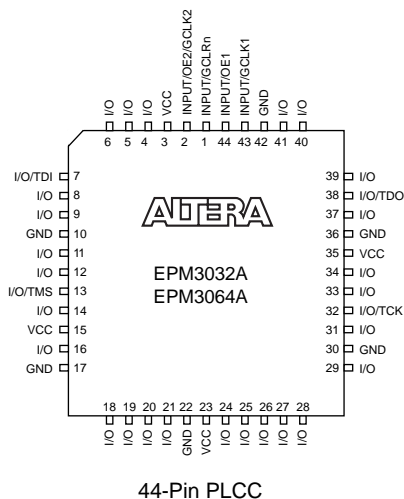 I/O
I/O
I/O
VCC
INPUT/OE2/GCLK2
INPUT/GCLRn
INPUT/OE1
INPUT/GCLK1
GND
I/O
I/O
6 5 4 3 2 1 44 43 42 41 40
I/O/TDI 7
I/O 8
I/O 9
GND 10
I/O 11
I/O 12
I/O/TMS 13
I/O 14
VCC 15
I/O 16
GND 17
ALTERA
EPM3032A
EPM3064A
39 I/O
38 I/O/TDO
37 I/O
36 GND
35 VCC
34 I/O
33 I/O
32 I/O/TCK
31 I/O
30 GND
29 I/O
18 19 20 21 22 23 24 25 26 27 28
I/O
I/O
I/O
I/O
GND
VCC
I/O
I/O
I/O
I/O
I/O
44-Pin PLCC